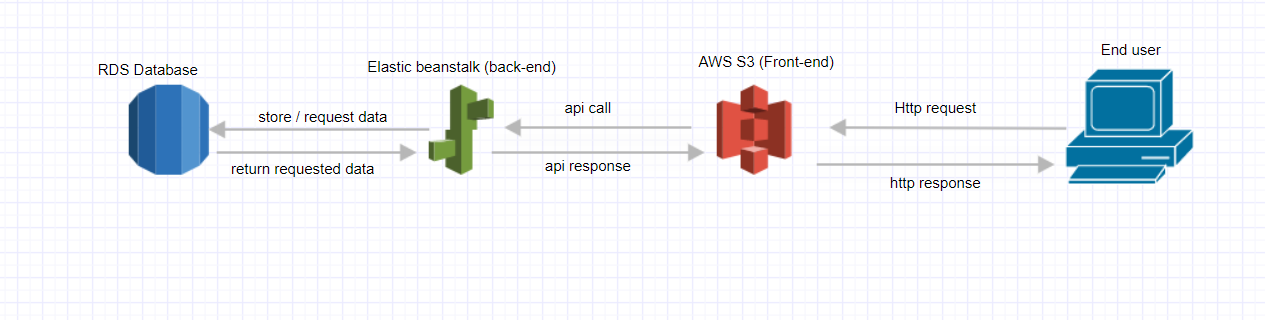 RDS Database
Elastic beanstalk (back-end)
AWS S3 (Front-end)
End user
store / request data
api call
Http request
return requested data
api response
http response